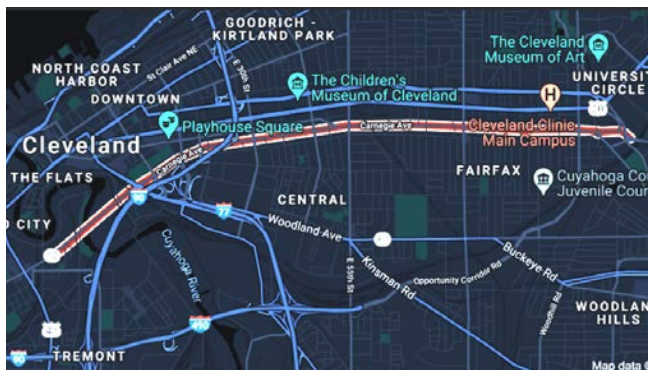 GOODRICH -
KIRTLAND PARK
The Cleveland
Museum of Art
St Clair Ave NE
E 30th St
NORTH COAST
HARBOR
UNIVERSIT
CIRCLE
The Children's
Museum of Cleveland
DOWNTOWN
Playhouse Square
Carnegie Ave
Cleveland Clinic
Main Campus
H
Cleveland
Carnegie Ave
THE FLATS
FAIRFAX
Cuyahoga Cou
Juvenile Cour
90
CENTRAL
77
O CITY
Woodland Ave
Cuyahoga River
E 55th St
Kinsman Rd
Buckeye Rd
Opportunity Corridor Rd
Woodhill Rd
WOODLAN
HILLS
490
90
TREMONT
Map data ©